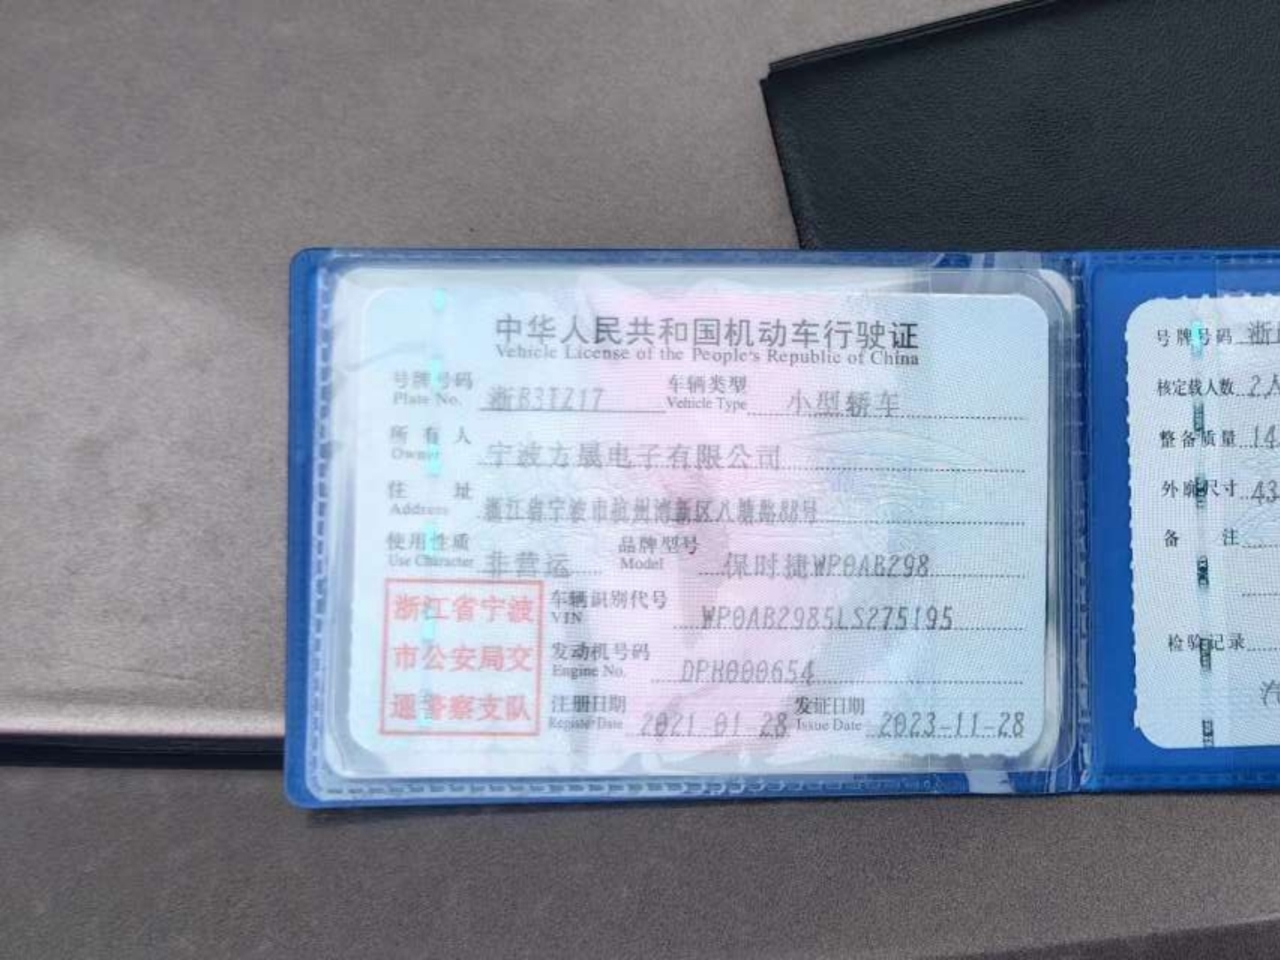 中华人民共和国机动车行驶证
Vehicle License of the People's Republic of China
号牌号码 浙B3TZ17 车辆类型 小型轿车
Plate No. Vehicle Type
所有人 宁波方晟电子有限公司
Owner
住址 浙江省宁波市杭州湾新区八塘路88号
Address
使用性质 非营运 品牌型号 保时捷WP0AB298
Use Character Model
浙江省宁波
市公安局交
通警察支队
车辆识别代号 WP0AB2985LS275195
VIN
发动机号码 DPH000654
Engine No.
注册日期 2021-01-28 发证日期 2023-11-28
Register Date Issue Date
号牌号码 浙
核定载人数 2人
整备质量 14
外廓尺寸 43
备注
检验记录